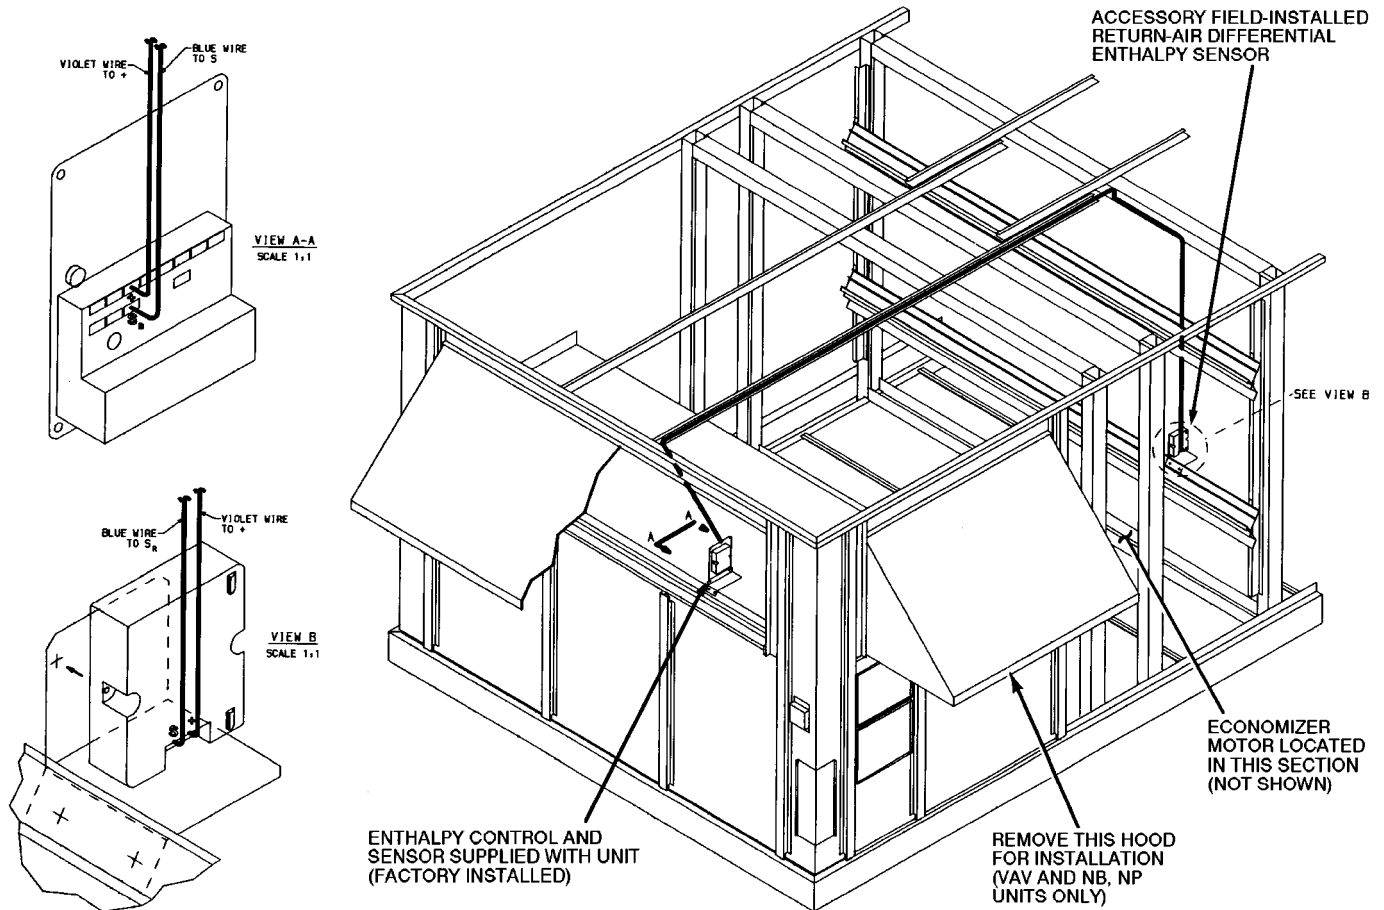 VIOLET WIRE
TO +
BLUE WIRE
TO S
VIEW A-A
SCALE 1:1
BLUE WIRE
TO SR
VIOLET WIRE
TO +
VIEW B
SCALE 1:1
ACCESSORY FIELD-INSTALLED
RETURN-AIR DIFFERENTIAL
ENTHALPY SENSOR
SEE VIEW B
A
A
ENTHALPY CONTROL AND
SENSOR SUPPLIED WITH UNIT
(FACTORY INSTALLED)
REMOVE THIS HOOD
FOR INSTALLATION
(VAV AND NB, NP
UNITS ONLY)
ECONOMIZER
MOTOR LOCATED
IN THIS SECTION
(NOT SHOWN)